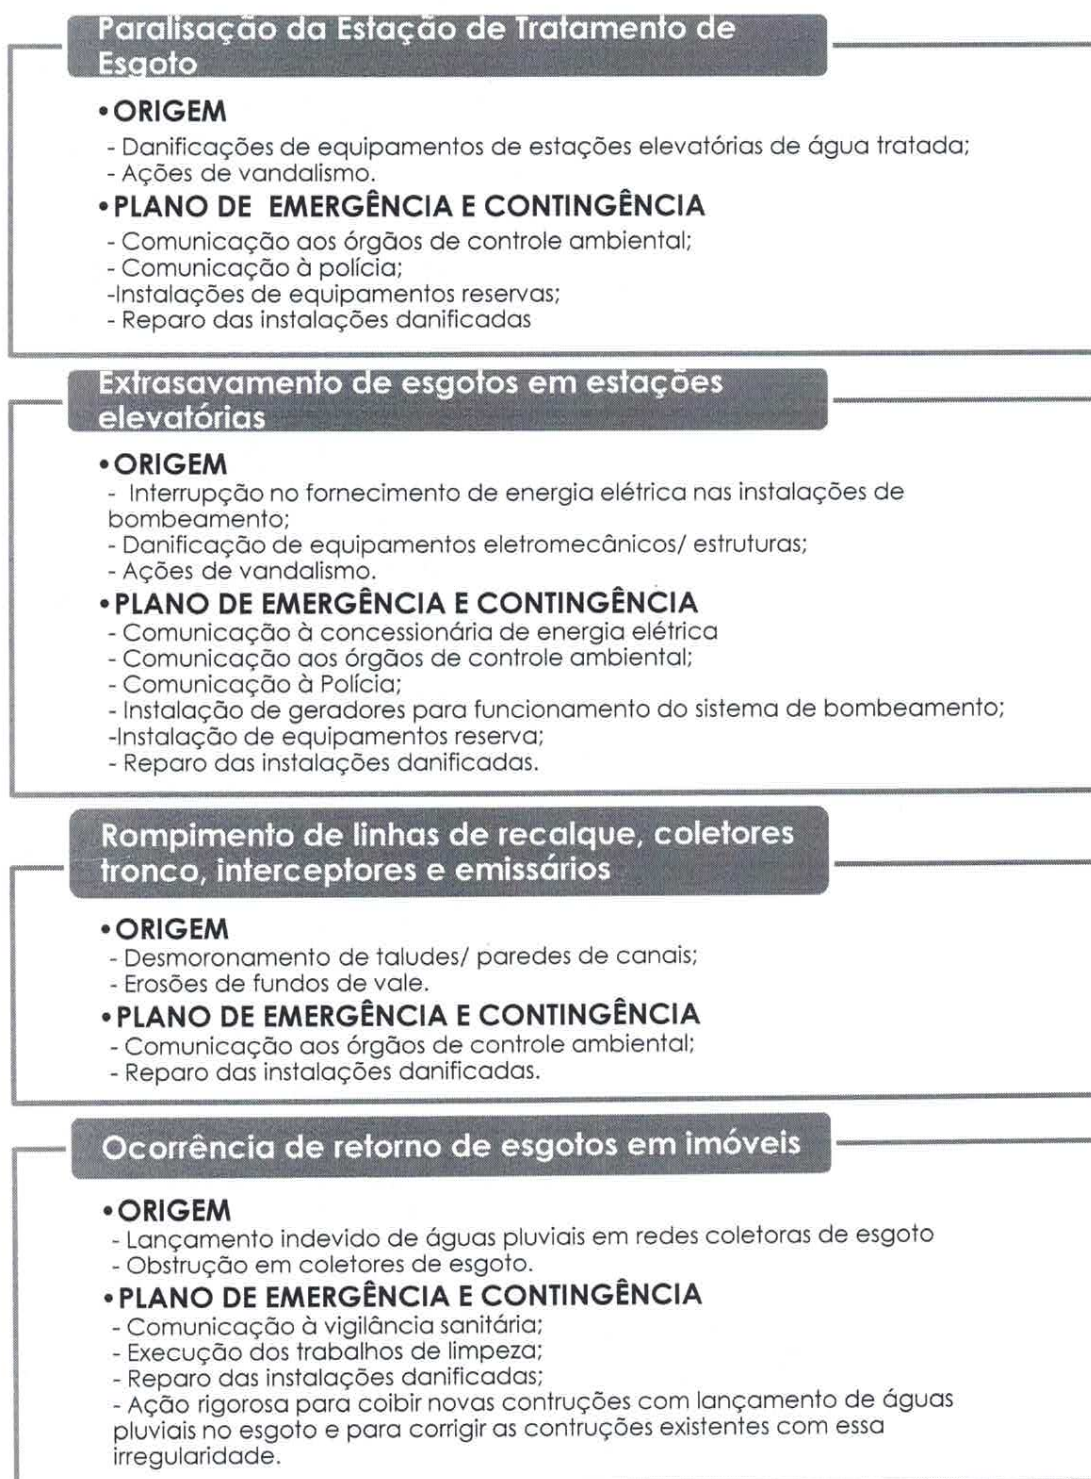 Paralisação da Estação de Tratamento de
Esgoto
•ORIGEM
- Danificações de equipamentos de estações elevatórias de água tratada;
- Ações de vandalismo.
•PLANO DE EMERGÊNCIA E CONTINGÊNCIA
- Comunicação aos órgãos de controle ambiental;
- Comunicação à polícia;
-Instalações de equipamentos reservas;
- Reparo das instalações danificadas
Extrasavamento de esgotos em estações
elevatórias
•ORIGEM
- Interrupção no fornecimento de energia elétrica nas instalações de
bombeamento;
- Danificação de equipamentos eletromecânicos/ estruturas;
- Ações de vandalismo.
•PLANO DE EMERGÊNCIA E CONTINGÊNCIA
- Comunicação à concessionária de energia elétrica
- Comunicação aos órgãos de controle ambiental;
- Comunicação à Polícia;
- Instalação de geradores para funcionamento do sistema de bombeamento;
-Instalação de equipamentos reserva;
- Reparo das instalações danificadas.
Rompimento de linhas de recalque, coletores
tronco, interceptores e emissários
•ORIGEM
- Desmoronamento de taludes/ paredes de canais;
- Erosões de fundos de vale.
•PLANO DE EMERGÊNCIA E CONTINGÊNCIA
- Comunicação aos órgãos de controle ambiental;
- Reparo das instalações danificadas.
Ocorrência de retorno de esgotos em imóveis
•ORIGEM
- Lançamento indevido de águas pluviais em redes coletoras de esgoto
- Obstrução em coletores de esgoto.
•PLANO DE EMERGÊNCIA E CONTINGÊNCIA
- Comunicação à vigilância sanitária;
- Execução dos trabalhos de limpeza;
- Reparo das instalações danificadas;
- Ação rigorosa para coibir novas contruções com lançamento de águas
pluviais no esgoto e para corrigir as contruções existentes com essa
irregularidade.